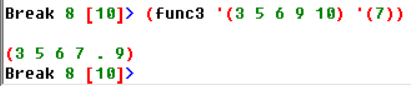 Break 8 [10]> (func3 '(3 5 6 9 10) '(7))
(3 5 6 7 . 9)
Break 8 [10]>